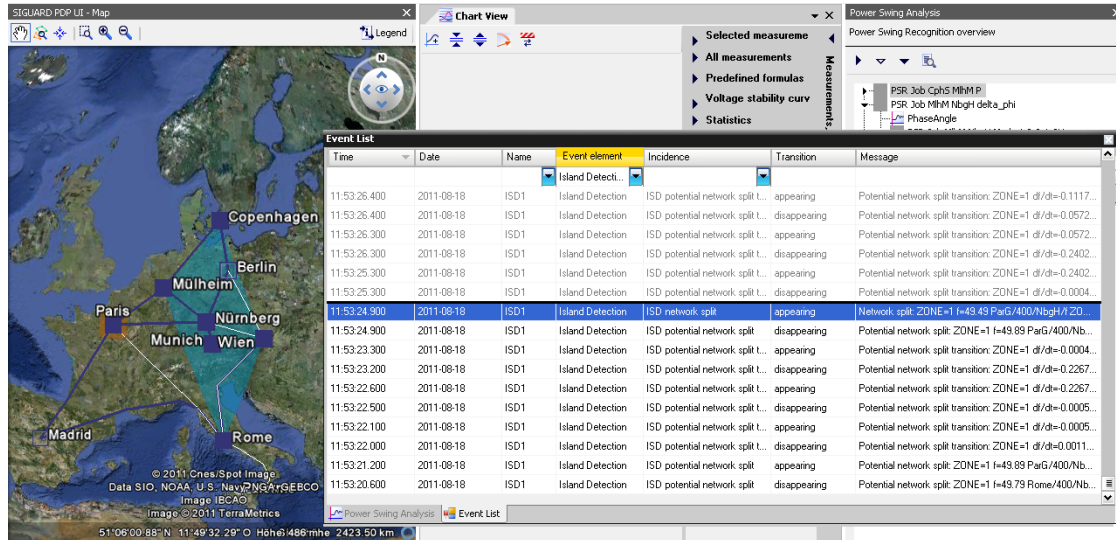 SIGUARD PDP UI - Map
Legend
N
Copenhagen
Berlin
Mülheim
Paris
Nürnberg
Munich Wien
Madrid
Rome
© 2011 Cnes/Spot Image
Data SIO, NOAA, U.S. Navy, NGA, GEBCO
Image IBCAO
Image © 2011 TerraMetrics
51°06'00.88" N 11°49'32.29" O Höhe 486 m
2423.50 km
Chart View
Selected measureme
All measurements
Predefined formulas
Voltage stability curv
Statistics
Measurements,
Power Swing Analysis
Power Swing Recognition overview
PSR Job CphS MlhM P
PSR Job MlhM NbgH delta_phi
PhaseAngle
Event List
Time Date Name Event element Incidence Transition Message
Island Detecti...
11:53:26.400 2011-08-18 ISD1 Island Detection ISD potential network split t... appearing Potential network split transition: ZONE=1 df/dt=-0.1117...
11:53:26.400 2011-08-18 ISD1 Island Detection ISD potential network split t... disappearing Potential network split transition: ZONE=1 df/dt=-0.0572...
11:53:26.300 2011-08-18 ISD1 Island Detection ISD potential network split t... appearing Potential network split transition: ZONE=1 df/dt=-0.0572...
11:53:26.300 2011-08-18 ISD1 Island Detection ISD potential network split t... disappearing Potential network split transition: ZONE=1 df/dt=-0.2402...
11:53:25.300 2011-08-18 ISD1 Island Detection ISD potential network split t... appearing Potential network split transition: ZONE=1 df/dt=-0.2402...
11:53:25.300 2011-08-18 ISD1 Island Detection ISD potential network split t... disappearing Potential network split transition: ZONE=1 df/dt=-0.0004...
11:53:24.900 2011-08-18 ISD1 Island Detection ISD network split appearing Network split: ZONE=1 f=49.49 ParG/400/NbgH/f ZO...
11:53:24.900 2011-08-18 ISD1 Island Detection ISD potential network split appearing Potential network split: ZONE=1 f=49.89 ParG/400/Nb...
11:53:23.300 2011-08-18 ISD1 Island Detection ISD potential network split t... appearing Potential network split transition: ZONE=1 df/dt=-0.0004...
11:53:23.200 2011-08-18 ISD1 Island Detection ISD potential network split t... disappearing Potential network split transition: ZONE=1 df/dt=-0.2267...
11:53:22.600 2011-08-18 ISD1 Island Detection ISD potential network split t... appearing Potential network split transition: ZONE=1 df/dt=-0.2267...
11:53:22.500 2011-08-18 ISD1 Island Detection ISD potential network split t... disappearing Potential network split transition: ZONE=1 df/dt=-0.0005...
11:53:22.100 2011-08-18 ISD1 Island Detection ISD potential network split t... appearing Potential network split transition: ZONE=1 df/dt=-0.0005...
11:53:22.000 2011-08-18 ISD1 Island Detection ISD potential network split t... disappearing Potential network split transition: ZONE=1 df/dt=0.0011...
11:53:21.200 2011-08-18 ISD1 Island Detection ISD potential network split disappearing Potential network split: ZONE=1 f=49.89 ParG/400/Nb...
11:53:20.600 2011-08-18 ISD1 Island Detection ISD potential network split disappearing Potential network split: ZONE=1 f=49.79 Rome/400/Nb...
Power Swing Analysis Event List